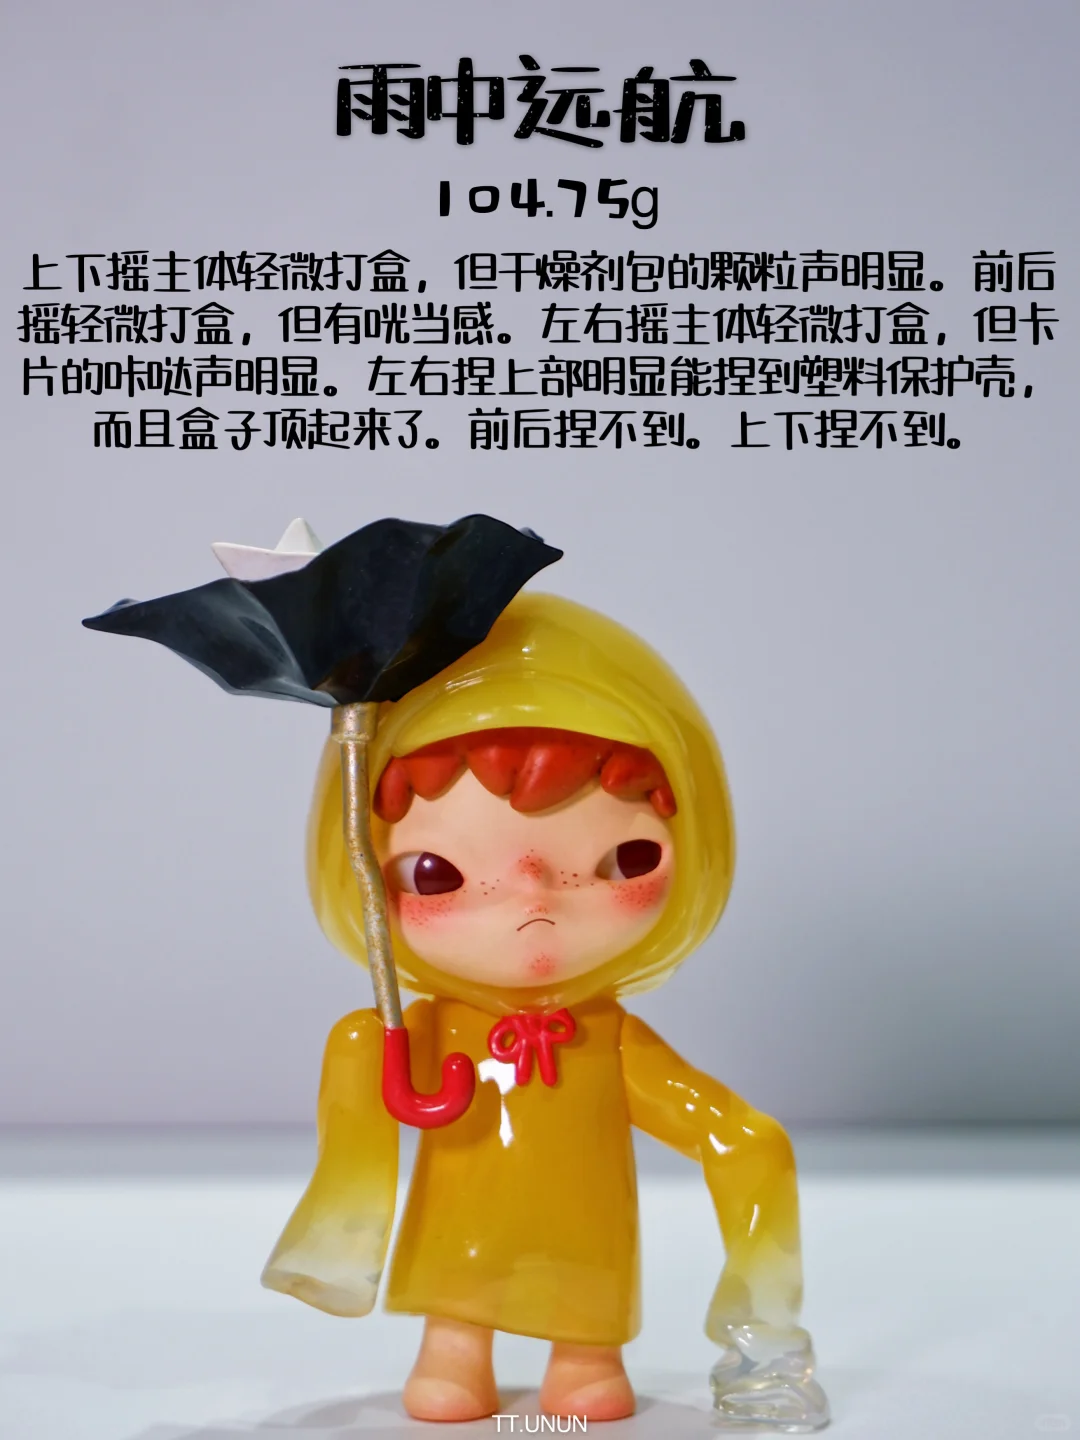 雨中远航
104.75g
上下摇主体轻微打盒，但干燥剂包的颗粒声明显。前后
摇轻微打盒，但有咣当感。左右摇主体轻微打盒，但卡
片的咔哒声明显。左右捏上部明显能捏到塑料保护壳，
而且盒子顶起来了。前后捏不到。上下捏不到。
TT.UNUN